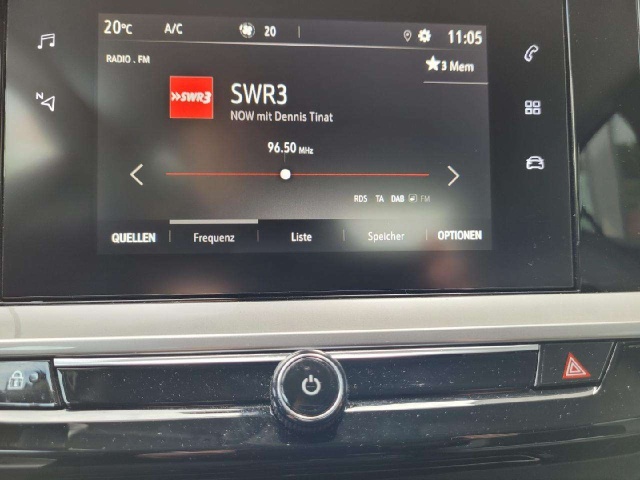 20°C A/C 20 11:05
RADIO . FM
3 Mem
N
»SWR3
SWR3
NOW mit Dennis Tinat
96.50 MHz
RDS TA DAB FM
QUELLEN Frequenz Liste Speicher OPTIONEN